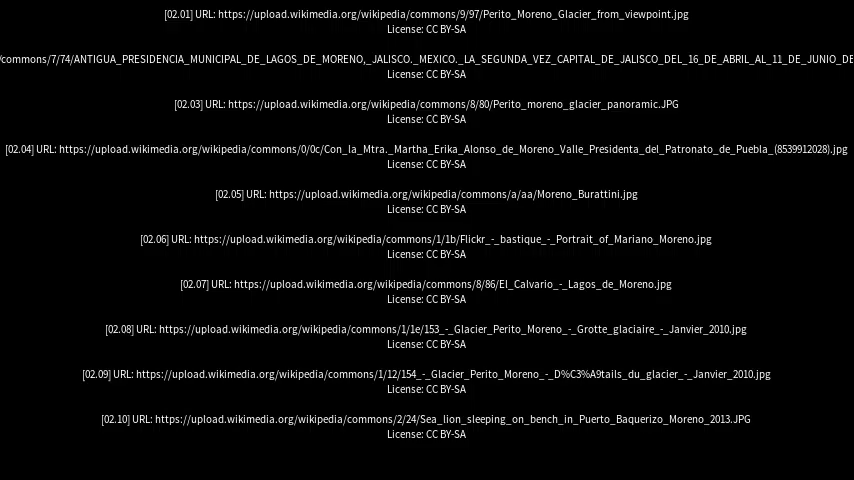 [02.01] URL: https://upload.wikimedia.org/wikipedia/commons/9/97/Perito_Moreno_Glacier_from_viewpoint.jpg
License: CC BY-SA
/commons/7/74/ANTIGUA_PRESIDENCIA_MUNICIPAL_DE_LAGOS_DE_MORENO,_JALISCO._MEXICO._LA_SEGUNDA_VEZ_CAPITAL_DE_JALISCO_DEL_16_DE_ABRIL_AL_11_DE_JUNIO_DE
License: CC BY-SA
[02.03] URL: https://upload.wikimedia.org/wikipedia/commons/8/80/Perito_moreno_glacier_panoramic.JPG
License: CC BY-SA
[02.04] URL: https://upload.wikimedia.org/wikipedia/commons/0/0c/Con_la_Mtra._Martha_Erika_Alonso_de_Moreno_Valle_Presidenta_del_Patronato_de_Puebla_(8539912028).jpg
License: CC BY-SA
[02.05] URL: https://upload.wikimedia.org/wikipedia/commons/a/aa/Moreno_Burattini.jpg
License: CC BY-SA
[02.06] URL: https://upload.wikimedia.org/wikipedia/commons/1/1b/Flickr_-_bastique_-_Portrait_of_Mariano_Moreno.jpg
License: CC BY-SA
[02.07] URL: https://upload.wikimedia.org/wikipedia/commons/8/86/El_Calvario_-_Lagos_de_Moreno.jpg
License: CC BY-SA
[02.08] URL: https://upload.wikimedia.org/wikipedia/commons/1/1e/153_-_Glacier_Perito_Moreno_-_Grotte_glaciaire_-_Janvier_2010.jpg
License: CC BY-SA
[02.09] URL: https://upload.wikimedia.org/wikipedia/commons/1/12/154_-_Glacier_Perito_Moreno_-_D%C3%A9tails_du_glacier_-_Janvier_2010.jpg
License: CC BY-SA
[02.10] URL: https://upload.wikimedia.org/wikipedia/commons/2/24/Sea_lion_sleeping_on_bench_in_Puerto_Baquerizo_Moreno_2013.JPG
License: CC BY-SA